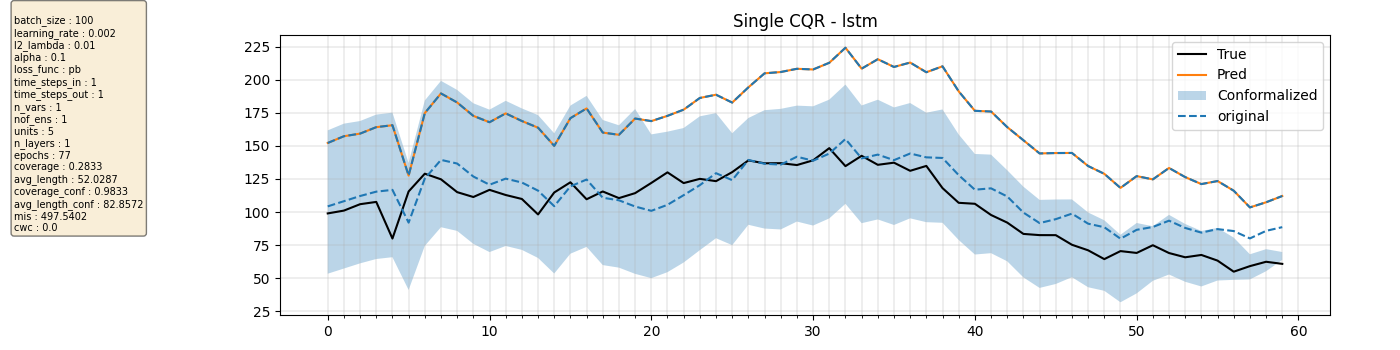 batch_size : 100
learning_rate : 0.002
l2_lambda : 0.01
alpha : 0.1
loss_func : pb
time_steps_in : 1
time_steps_out : 1
n_vars : 1
nof_ens : 1
units : 5
n_layers : 1
epochs : 77
coverage : 0.2833
avg_length : 52.0287
coverage_conf : 0.9833
avg_length_conf : 82.8572
mis : 497.5402
cwc : 0.0
Single CQR - lstm
225
200
175
150
125
100
75
50
25
0 10 20 30 40 50 60
True
Pred
Conformalized
original